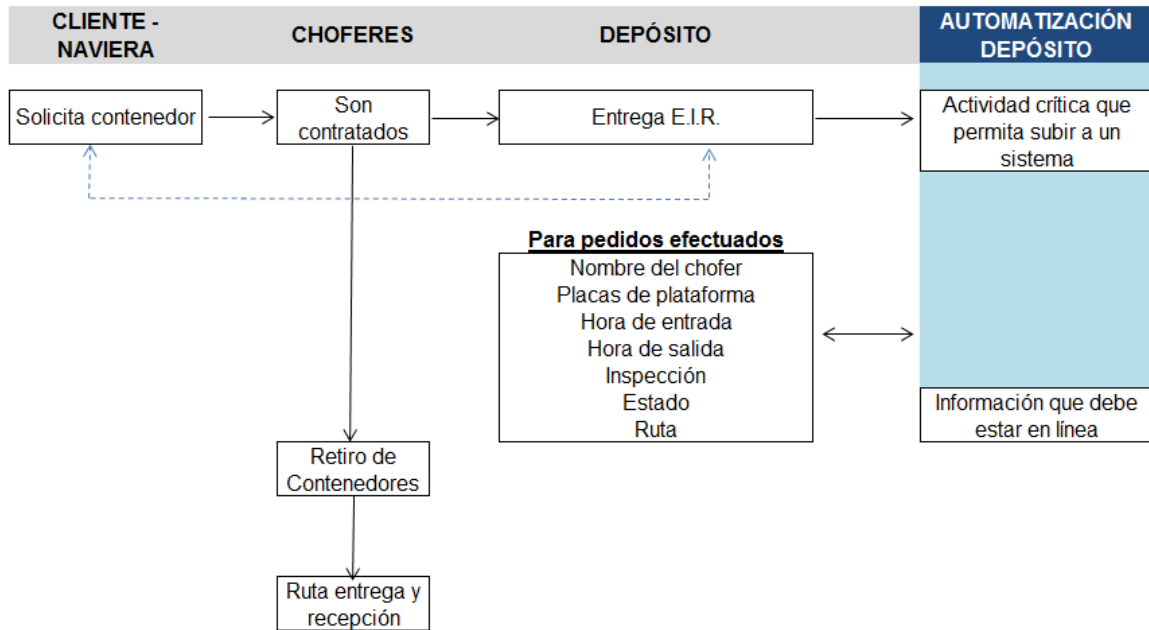 CLIENTE -
NAVIERA
CHOFERES
DEPÓSITO
AUTOMATIZACIÓN
DEPÓSITO
Solicita contenedor
Son
contratados
Entrega E.I.R.
Actividad crítica que
permita subir a un
sistema
Para pedidos efectuados
Nombre del chofer
Placas de plataforma
Hora de entrada
Hora de salida
Inspección
Estado
Ruta
Información que debe
estar en línea
Retiro de
Contenedores
Ruta entrega y
recepción